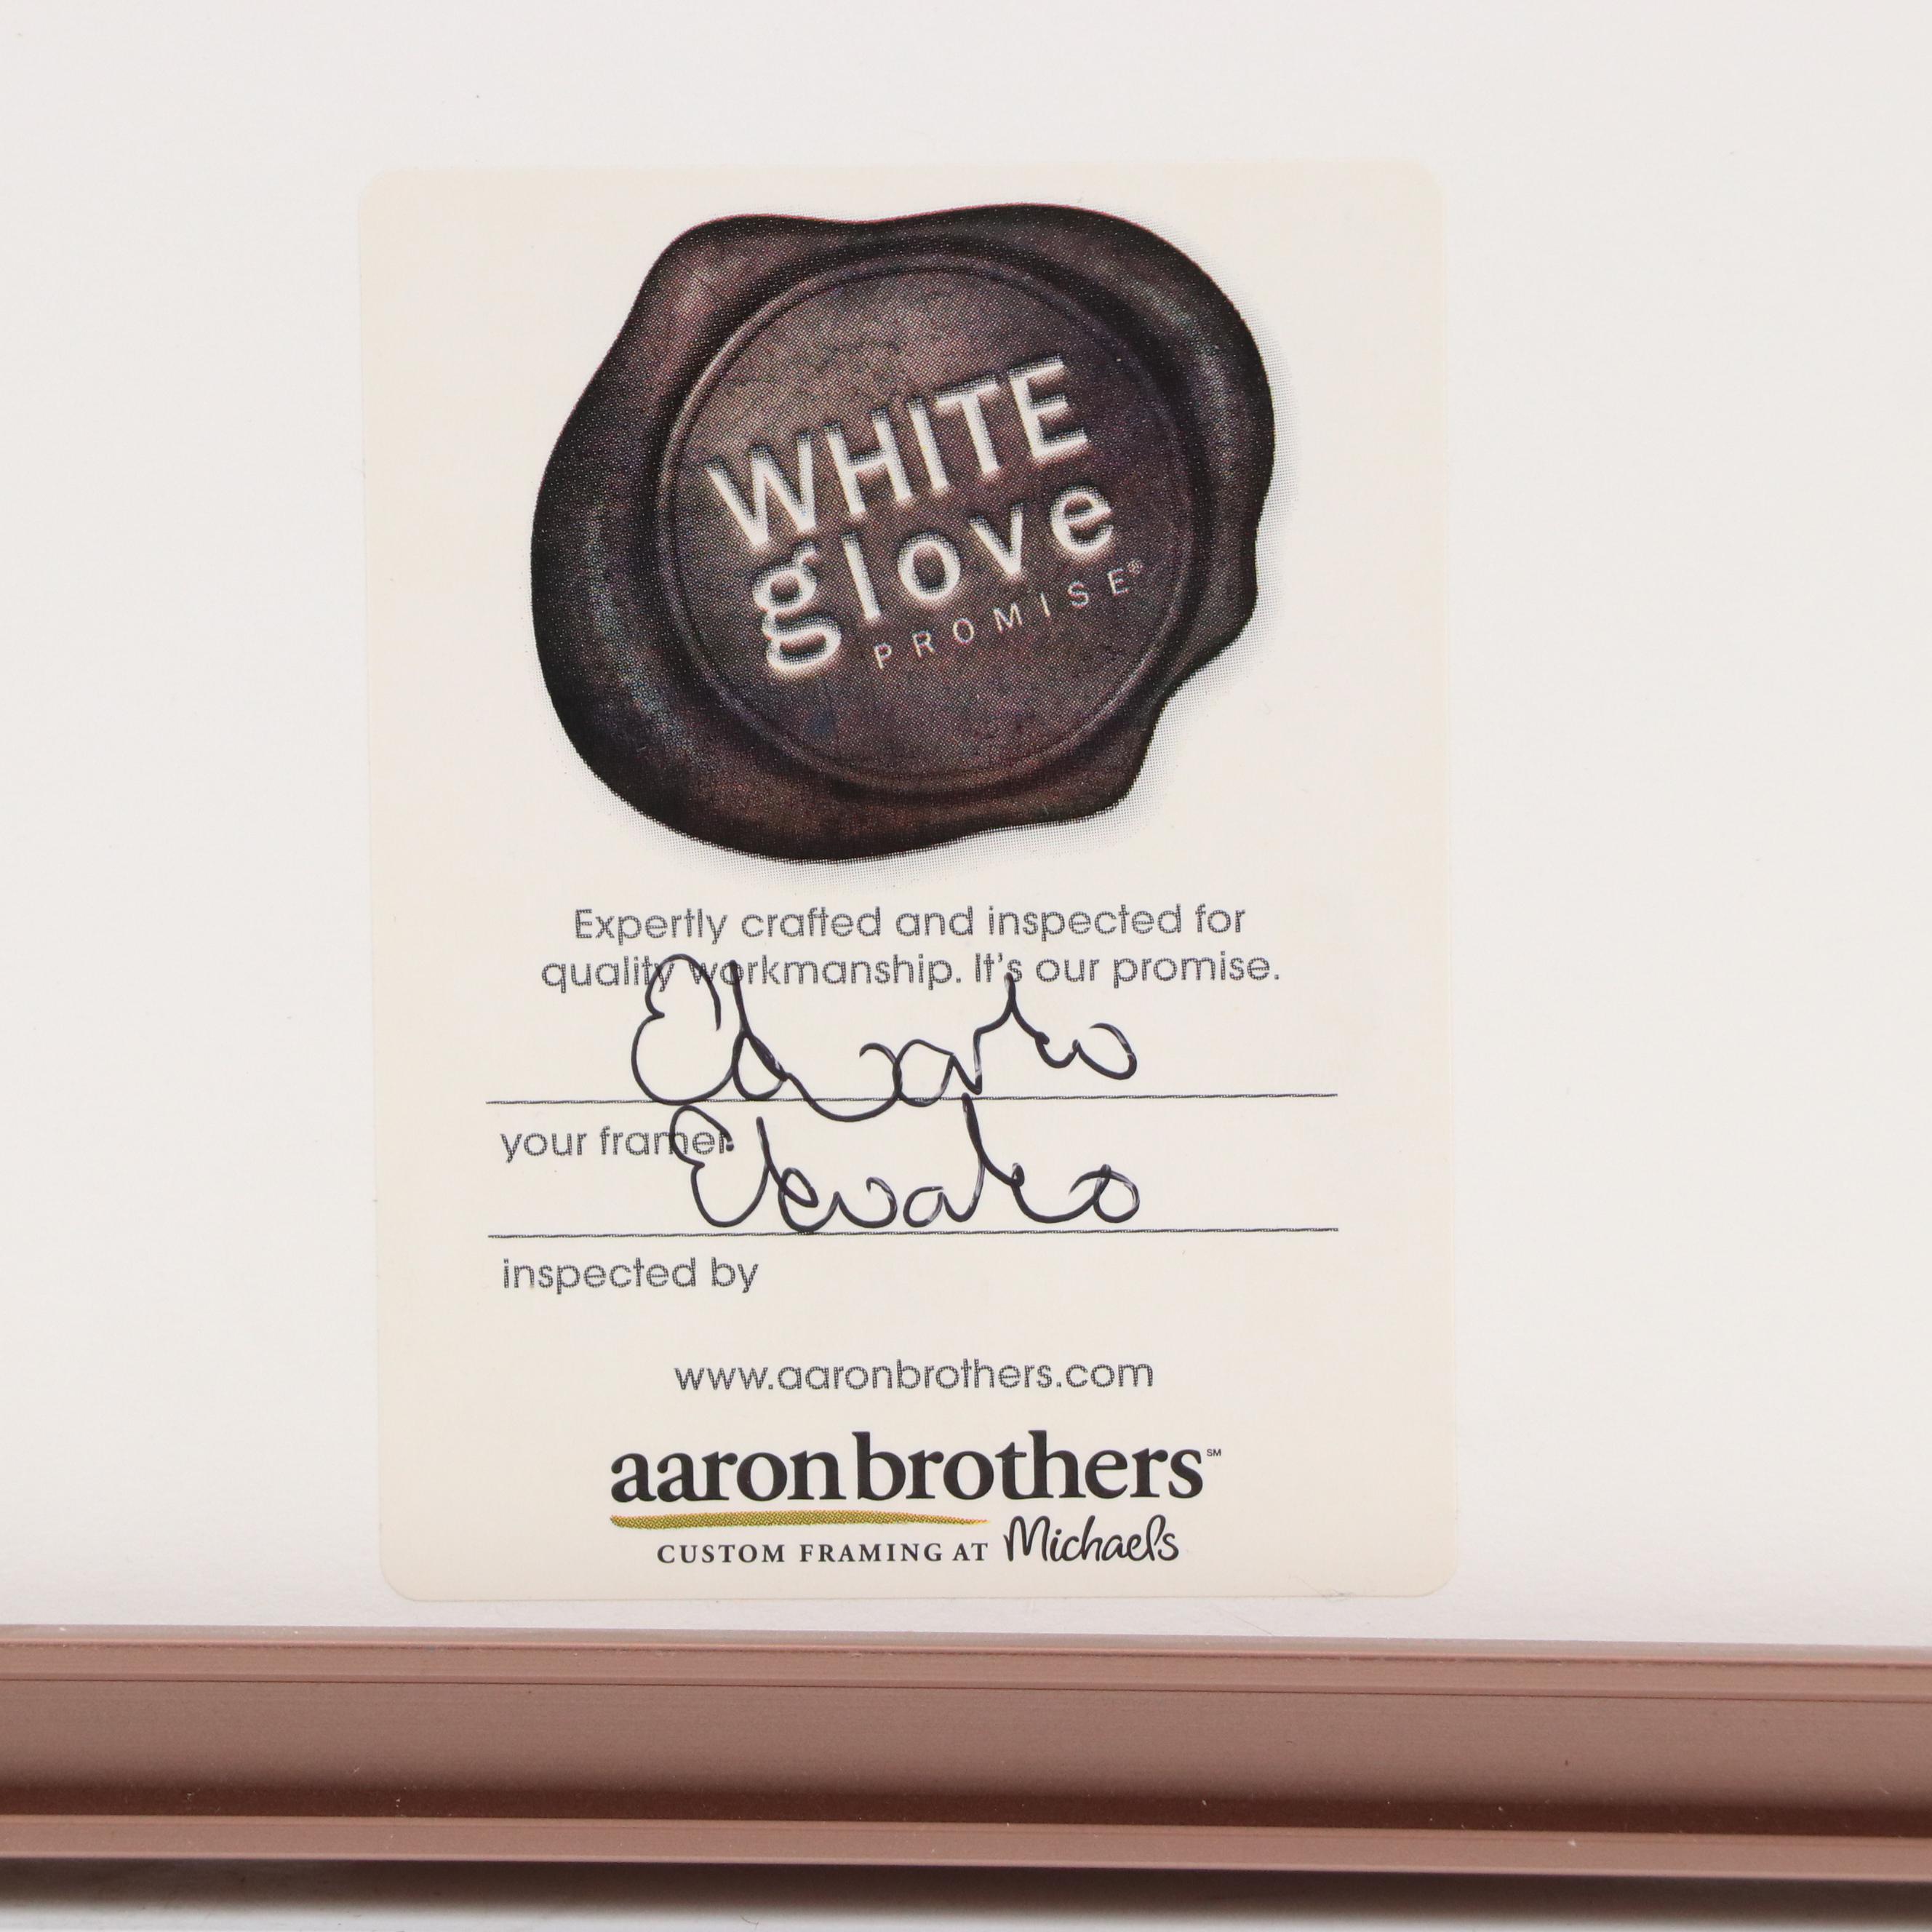 WHITE
glove
PROMISE®
Expertly crafted and inspected for
quality workmanship. It's our promise.
your framer
inspected by
www.aaronbrothers.com
aaronbrothers℠
CUSTOM FRAMING AT Michaels